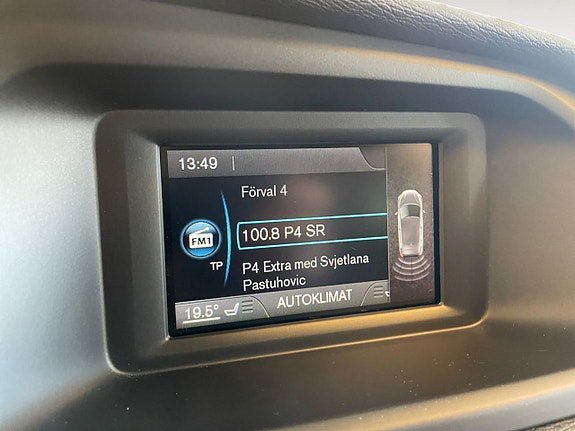 13:49
Förval 4
100.8 P4 SR
FM1
TP
P4 Extra med Svjetlana
Pastuhovic
19.5°
AUTOKLIMAT